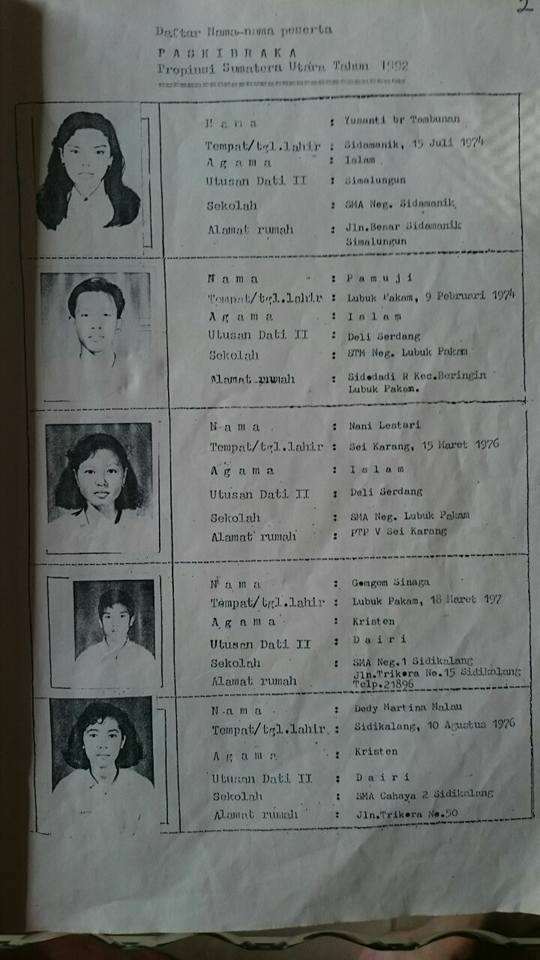 2
Daftar Nama-nama peserta
P A S K I B R A K A
Propinsi Sumatera Utara Tahun 1992
N a m a : Yusanti br Tambunan
Tempat/tgl.lahir : Sidamanik, 15 Juli 1974
A g a m a : Islam
Utusan Dati II : Simalungun
Sekolah : SMA Neg. Sidamanik
Alamat rumah : Jln.Besar Sidamanik
Simalungun
N a m a : P a m u j i
Tempat/tgl.lahir : Lubuk Pakam, 9 Pebruari 1974
A g a m a : I s l a m
Utusan Dati II : Deli Serdang
Sekolah : STM Neg. Lubuk Pakam
Alamat rumah : Sidodadi R Kec.Beringin
Lubuk Pakam.
N a m a : Nani Lestari
Tempat/tgl.lahir : Sei Karang, 15 Maret 1976
A g a m a : I s l a m
Utusan Dati II : Deli Serdang
Sekolah : SMA Neg. Lubuk Pakam
Alamat rumah : PTP V Sei Karang
N a m a : Gomgom Sinaga
Tempat/tgl.lahir : Lubuk Pakam, 18 Maret 197
A g a m a : Kristen
Utusan Dati II : D a i r i
Sekolah : SMA Neg.1 Sidikalang
Alamat rumah : Jln.Trikora No.15 Sidikalang
Telp.21896
N a m a : Dedy Martina Malau
Tempat/tgl.lahir : Sidikalang, 10 Agustus 1976
A g a m a : Kristen
Utusan Dati II : D a i r i
Sekolah : SMA Cahaya 2 Sidikalang
Alamat rumah : Jln.Trikora No.50